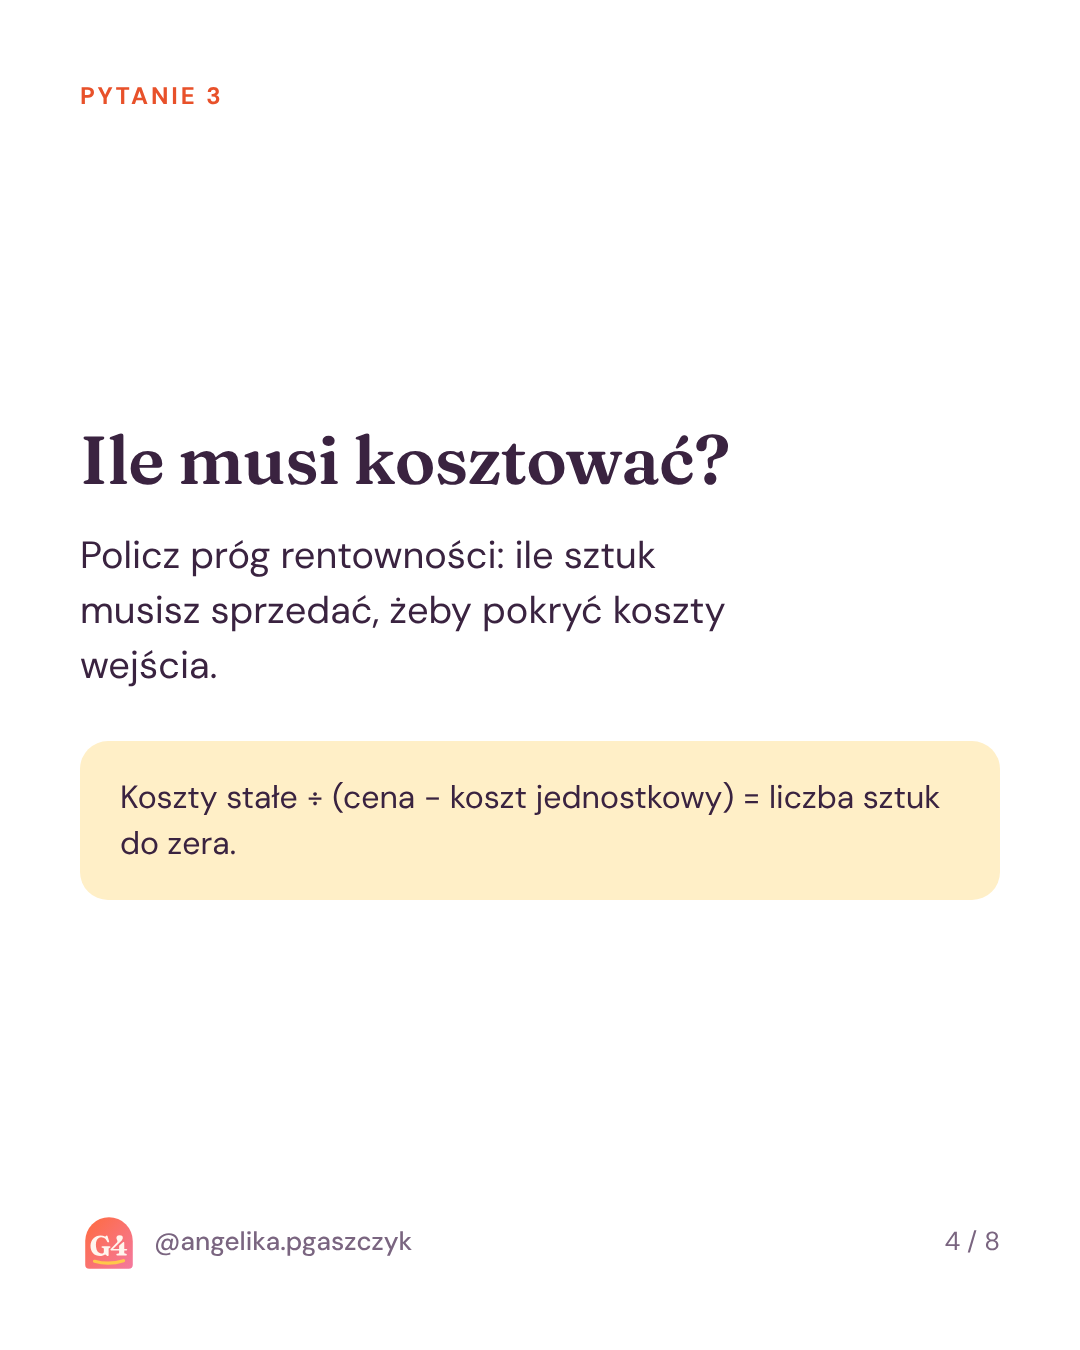 PYTANIE 3
Ile musi kosztować?
Policz próg rentowności: ile sztuk
musisz sprzedać, żeby pokryć koszty
wejścia.
Koszty stałe ÷ (cena − koszt jednostkowy) = liczba sztuk
do zera.
G4
@angelika.pgaszczyk
4 / 8